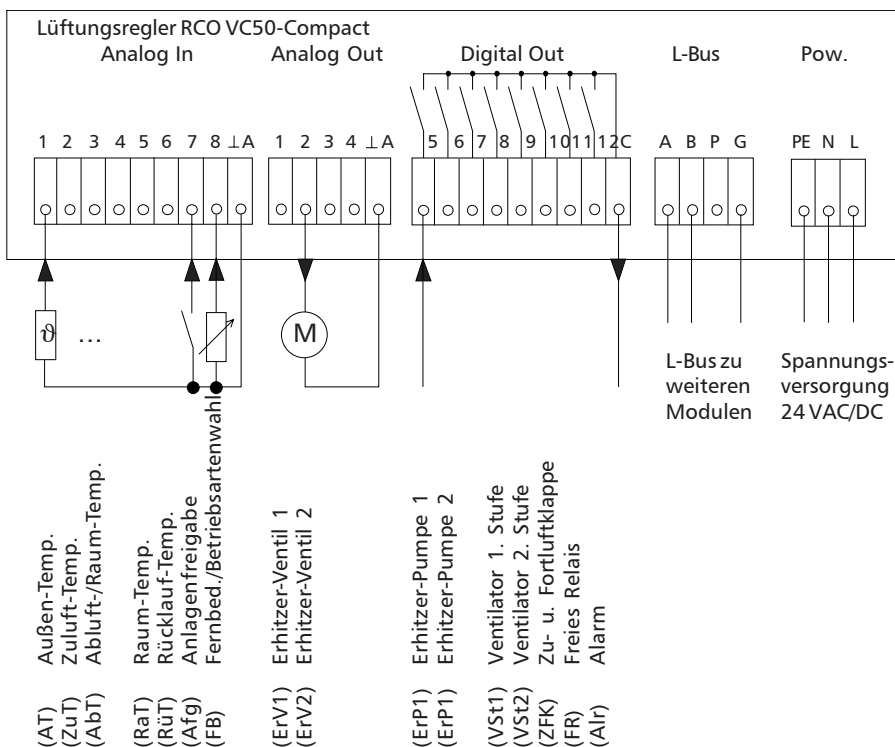 Lüftungsregler RCO VC50-Compact
Analog In Analog Out Digital Out L-Bus Pow.
1 2 3 4 5 6 7 8 ⊥A 1 2 3 4 ⊥A 5 6 7 8 9 10 11 12C A B P G PE N L
ϑ ... M
L-Bus zu
weiteren
Modulen
Spannungs-
versorgung
24 VAC/DC
(AT) Außen-Temp.
(ZuT) Zuluft-Temp.
(AbT) Abluft-/Raum-Temp.
(RaT) Raum-Temp.
(RüT) Rücklauf-Temp.
(Afg) Anlagenfreigabe
(FB) Fernbed./Betriebsartenwahl
(ErV1) Erhitzer-Ventil 1
(ErV2) Erhitzer-Ventil 2
(ErP1) Erhitzer-Pumpe 1
(ErP1) Erhitzer-Pumpe 2
(VSt1) Ventilator 1. Stufe
(VSt2) Ventilator 2. Stufe
(ZFK) Zu- u. Fortluftklappe
(FR) Freies Relais
(Alr) Alarm